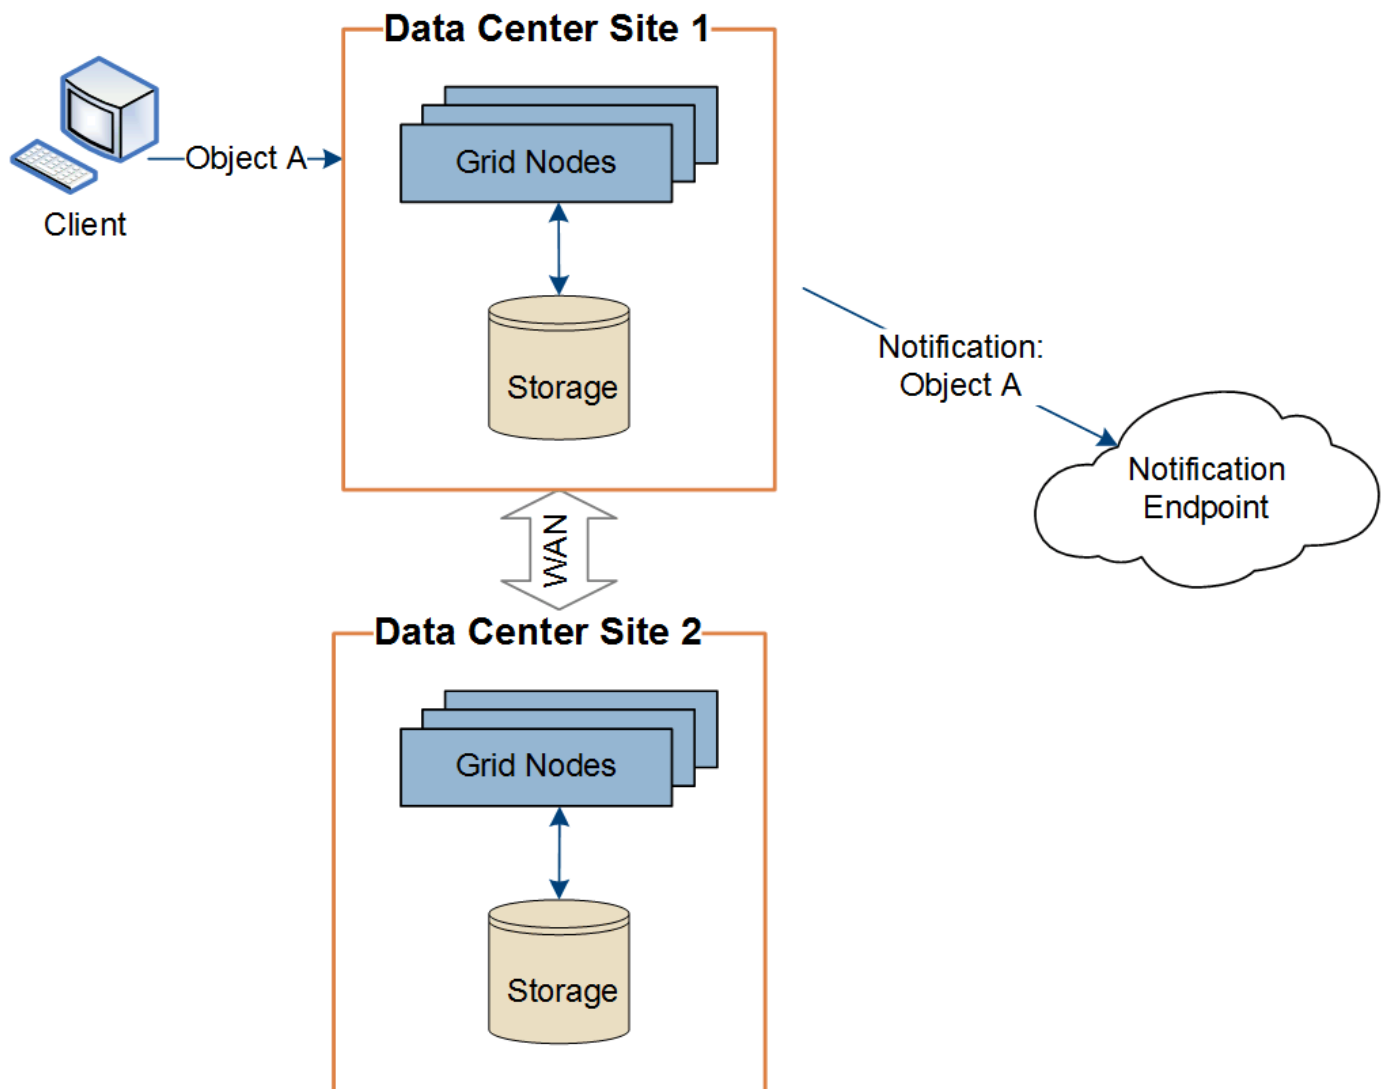 Data Center Site 1
Object A
Client
Grid Nodes
Storage
Notification:
Object A
Notification
Endpoint
WAN
Data Center Site 2
Grid Nodes
Storage